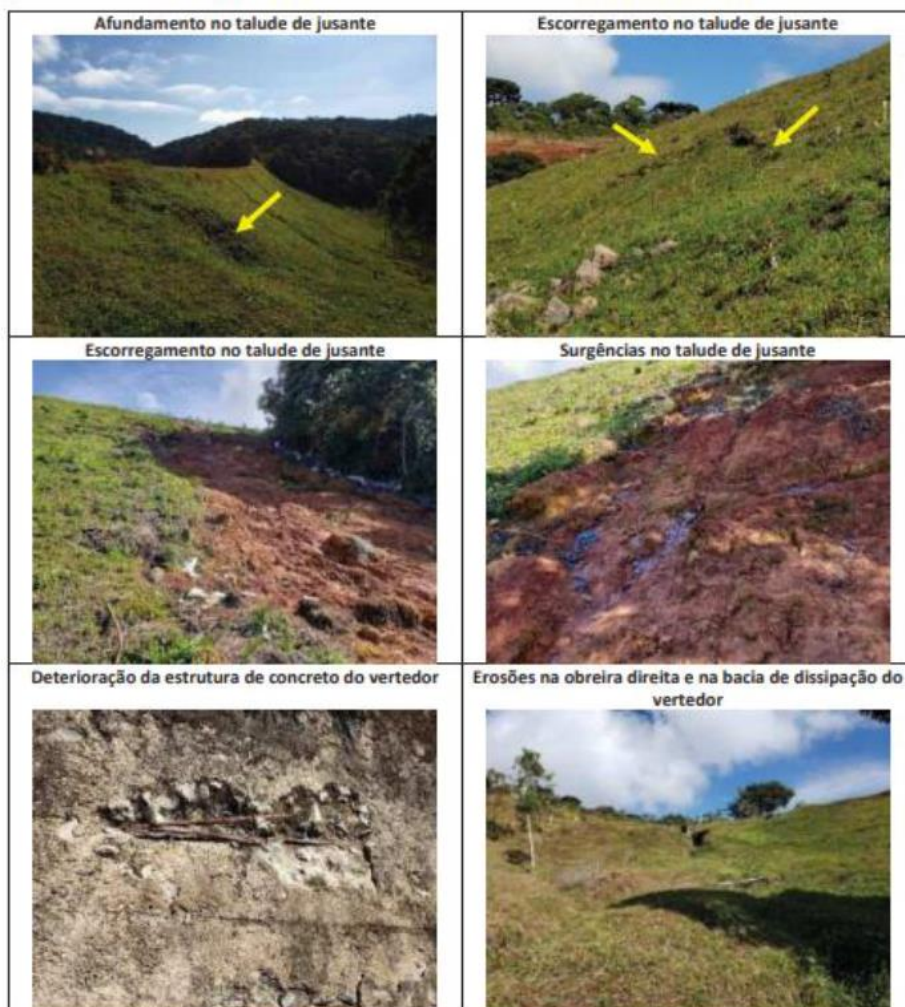 Afundamento no talude de jusante
Escorregamento no talude de jusante
Escorregamento no talude de jusante
Surgências no talude de jusante
Deterioração da estrutura de concreto do vertedor
Erosões na obreira direita e na bacia de dissipação do
vertedor